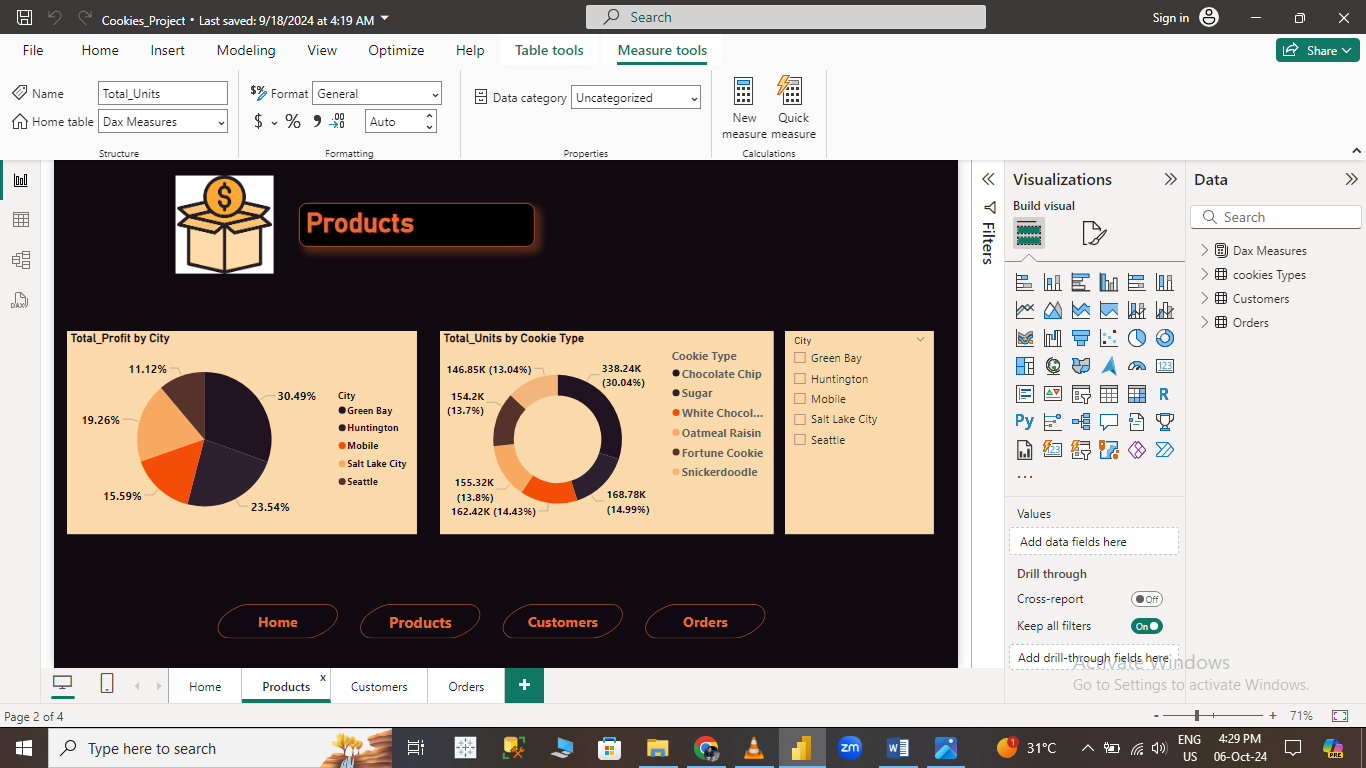 Cookies_Project • Last saved: 9/18/2024 at 4:19 AM
Search
Sign in
File Home Insert Modeling View Optimize Help Table tools Measure tools
Share
Name Total_Units
Home table Dax Measures
Structure
Format General
$ % Auto
Formatting
Data category Uncategorized
Properties
New measure
Quick measure
Calculations
$
Products
Total_Profit by City
11.12%
30.49%
19.26%
15.59%
23.54%
City
Green Bay
Huntington
Mobile
Salt Lake City
Seattle
Total_Units by Cookie Type
146.85K (13.04%)
338.24K
(30.04%)
154.2K
(13.7%)
155.32K
(13.8%)
162.42K (14.43%)
168.78K
(14.99%)
Cookie Type
Chocolate Chip
Sugar
White Chocol...
Oatmeal Raisin
Fortune Cookie
Snickerdoodle
City
Green Bay
Huntington
Mobile
Salt Lake City
Seattle
Home Products Customers Orders
Filters
Visualizations
Build visual
123
R
Py
123
...
Values
Add data fields here
Drill through
Cross-report Off
Keep all filters On
Add drill-through fields here
Data
Search
Dax Measures
cookies Types
Customers
Orders
Activate Windows
Go to Settings to activate Windows.
DAX
Home Products x Customers Orders +
Page 2 of 4
- + 71%
Type here to search
zm
W
1
31°C
ENG
US
4:29 PM
06-Oct-24
PRE